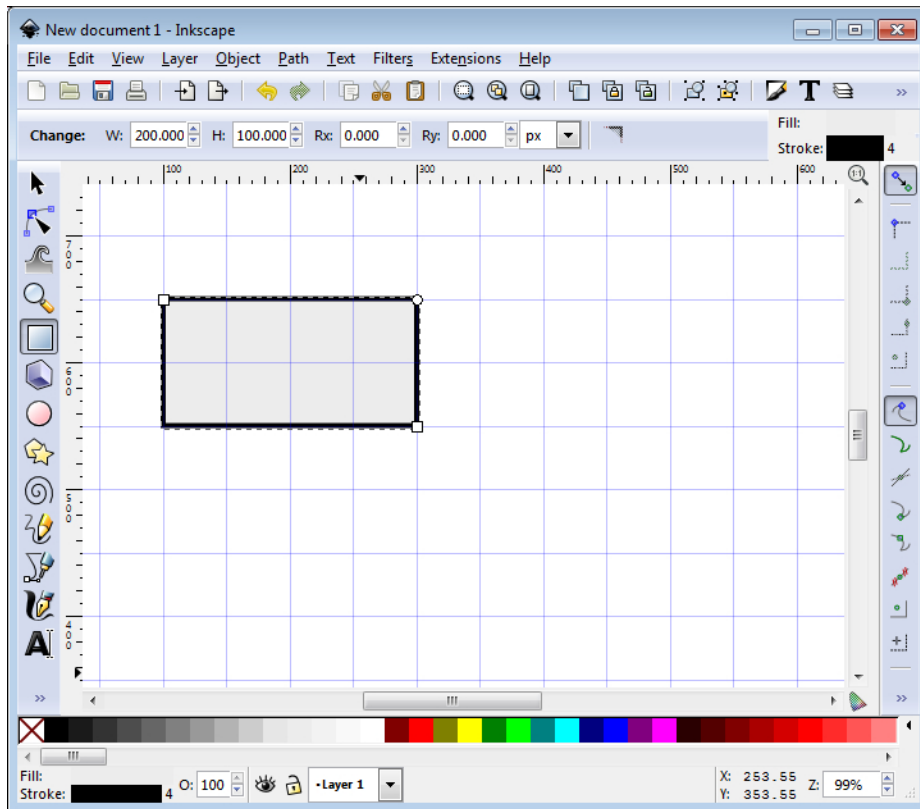 New document 1 - Inkscape
File Edit View Layer Object Path Text Filters Extensions Help
Change: W: 200.000 H: 100.000 Rx: 0.000 Ry: 0.000 px
Fill:
Stroke: 4
100 200 300 400 500 600
700
600
500
400
Fill:
Stroke: 4 O: 100 •Layer 1 X: 253.55 Z: 99%
Y: 353.55